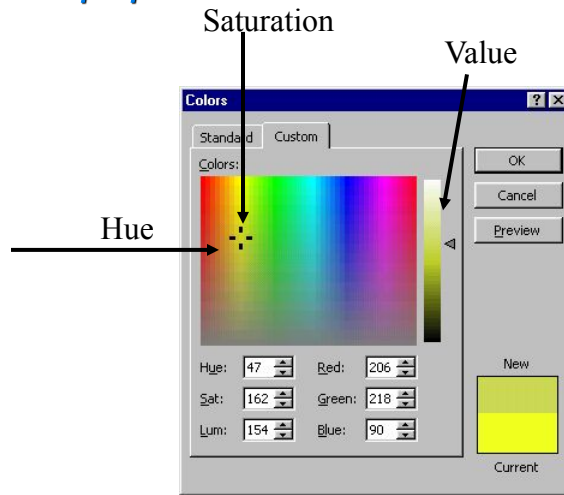 Saturation
Value
Hue
Colors
Standard Custom
Colors:
OK
Cancel
Preview
Hue: 47 Red: 206
Sat: 162 Green: 218
Lum: 154 Blue: 90
New
Current